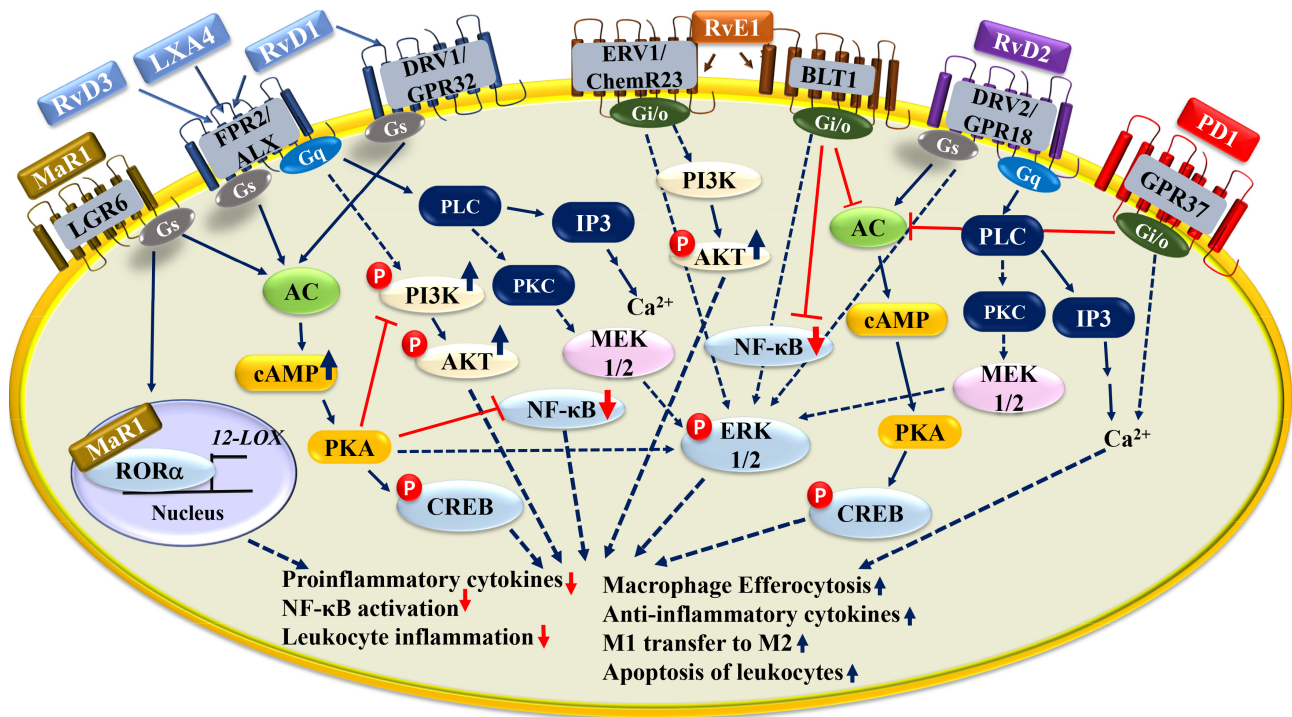 RvD3
LXA4
RvD1
RvE1
RvD2
PD1
MaR1
LGR6
FPR2/
ALX
DRV1/
GPR32
ERV1/
ChemR23
BLT1
DRV2/
GPR18
GPR37
Gs
Gs
Gq
Gs
Gi/o
Gi/o
Gs
Gq
Gi/o
PLC
IP3
Ca²⁺
PKC
MEK
1/2
AC
cAMP
PKA
P
PI3K
P
AKT
NF-κB
P
CREB
PI3K
P
AKT
NF-κB
P
ERK
1/2
AC
cAMP
PKA
P
CREB
PLC
PKC
IP3
MEK
1/2
Ca²⁺
MaR1
12-LOX
RORα
Nucleus
Proinflammatory cytokines
NF-κB activation
Leukocyte inflammation
Macrophage Efferocytosis
Anti-inflammatory cytokines
M1 transfer to M2
Apoptosis of leukocytes